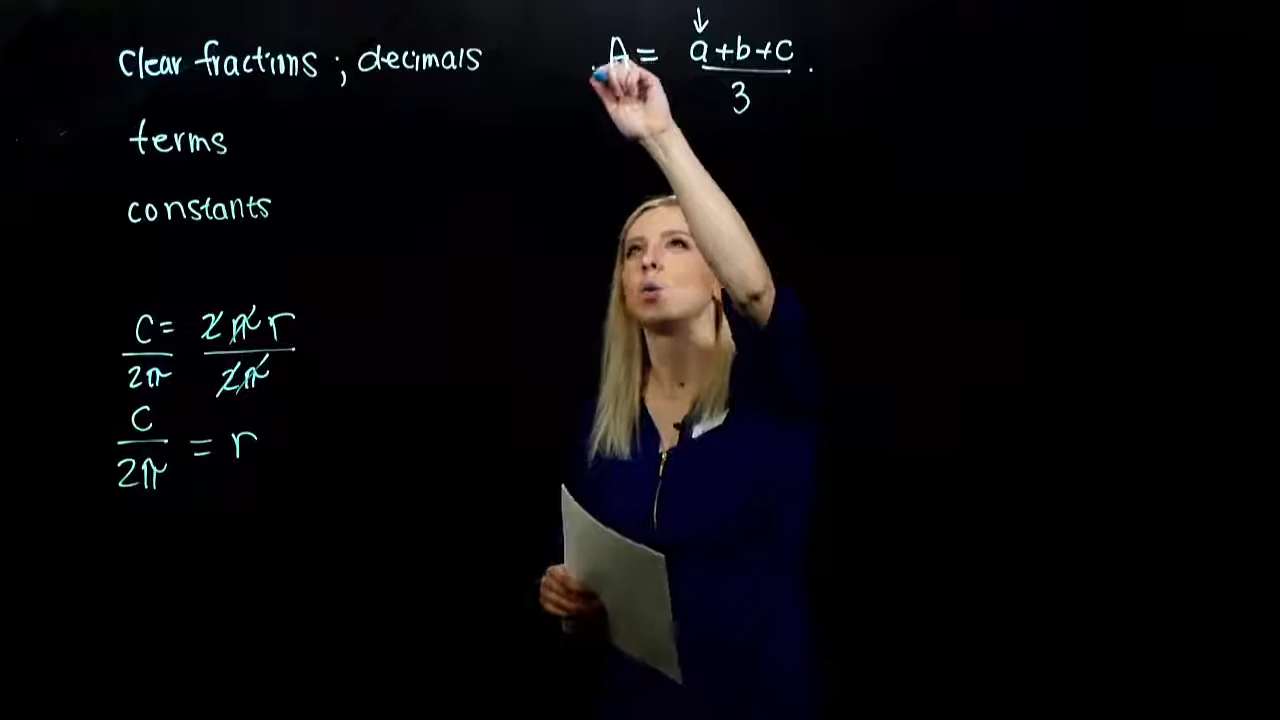 Clear fractions ; decimals
terms
constants
C = 2πr
2π 2π
C
2π = r
. A = a+b+c .
3